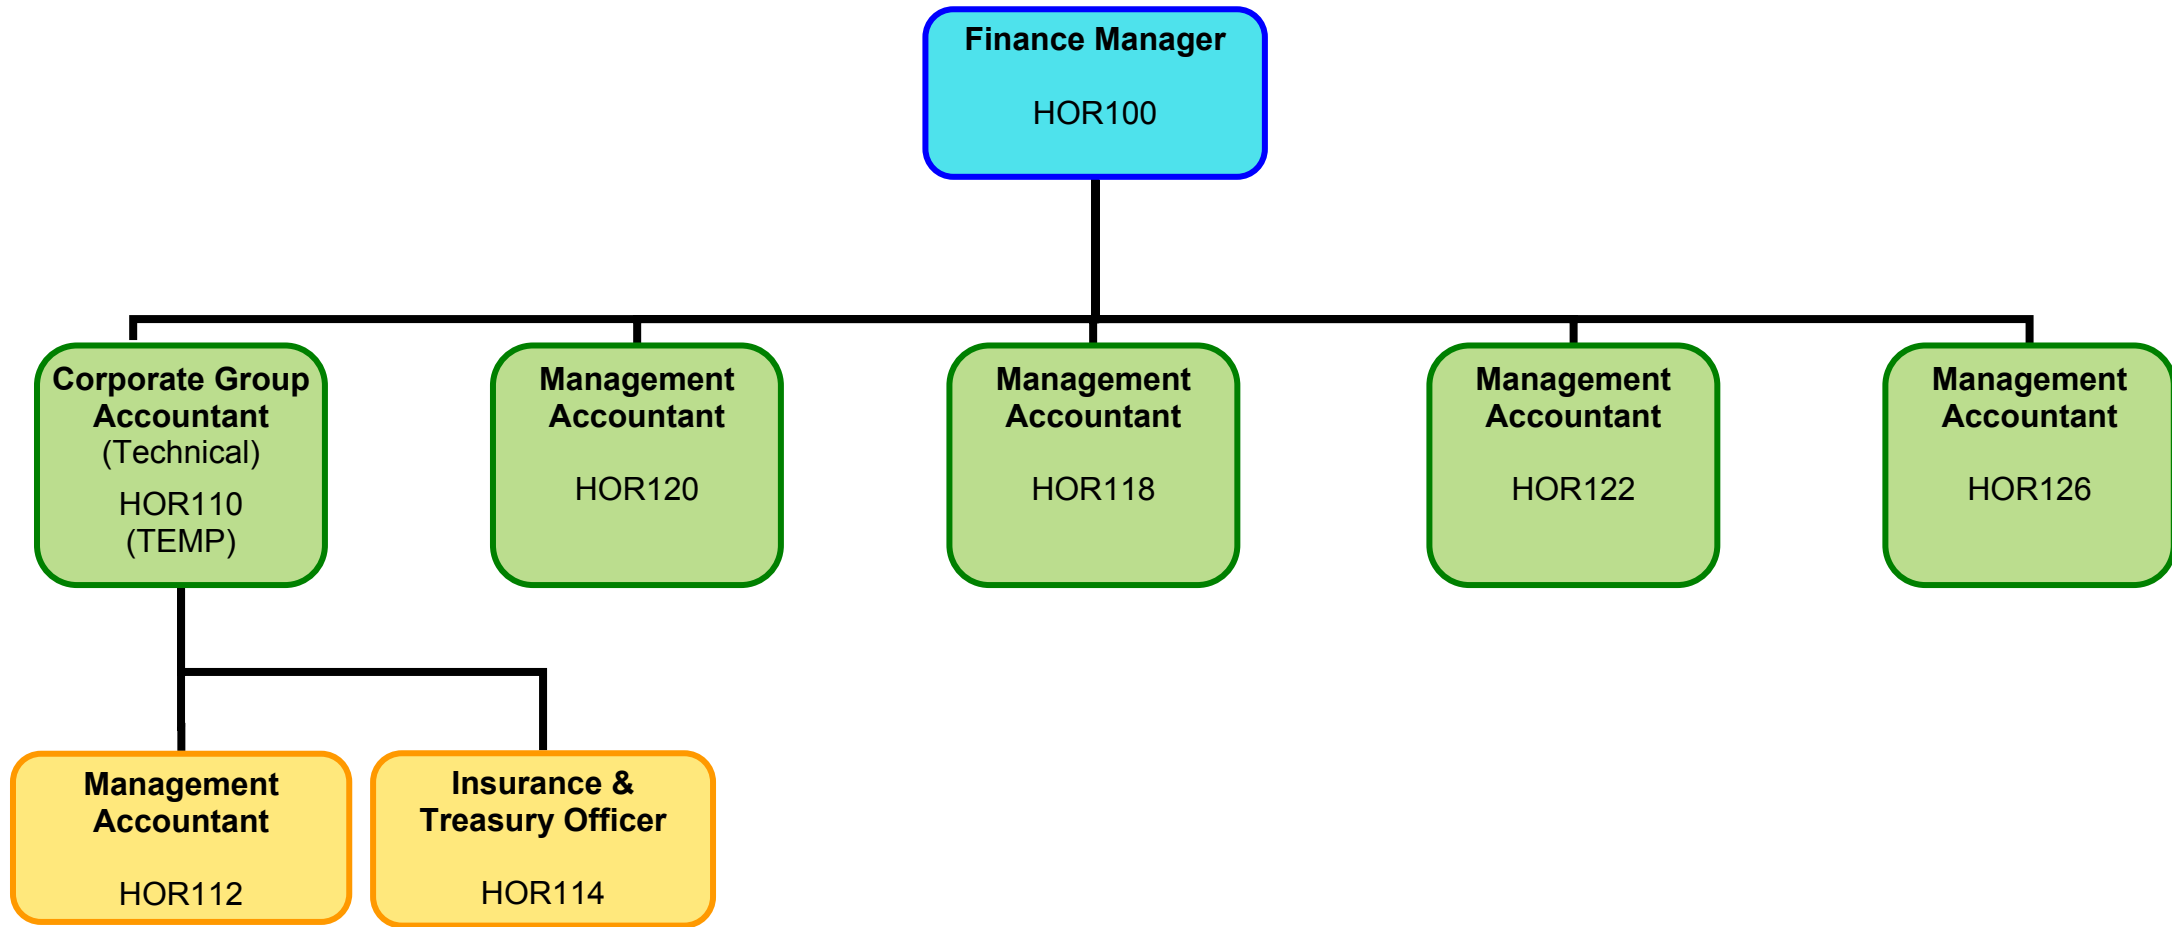 Finance Manager
HOR100
Corporate Group
Accountant
(Technical)
HOR110
(TEMP)
Management
Accountant
HOR120
Management
Accountant
HOR118
Management
Accountant
HOR122
Management
Accountant
HOR126
Management
Accountant
HOR112
Insurance &
Treasury Officer
HOR114